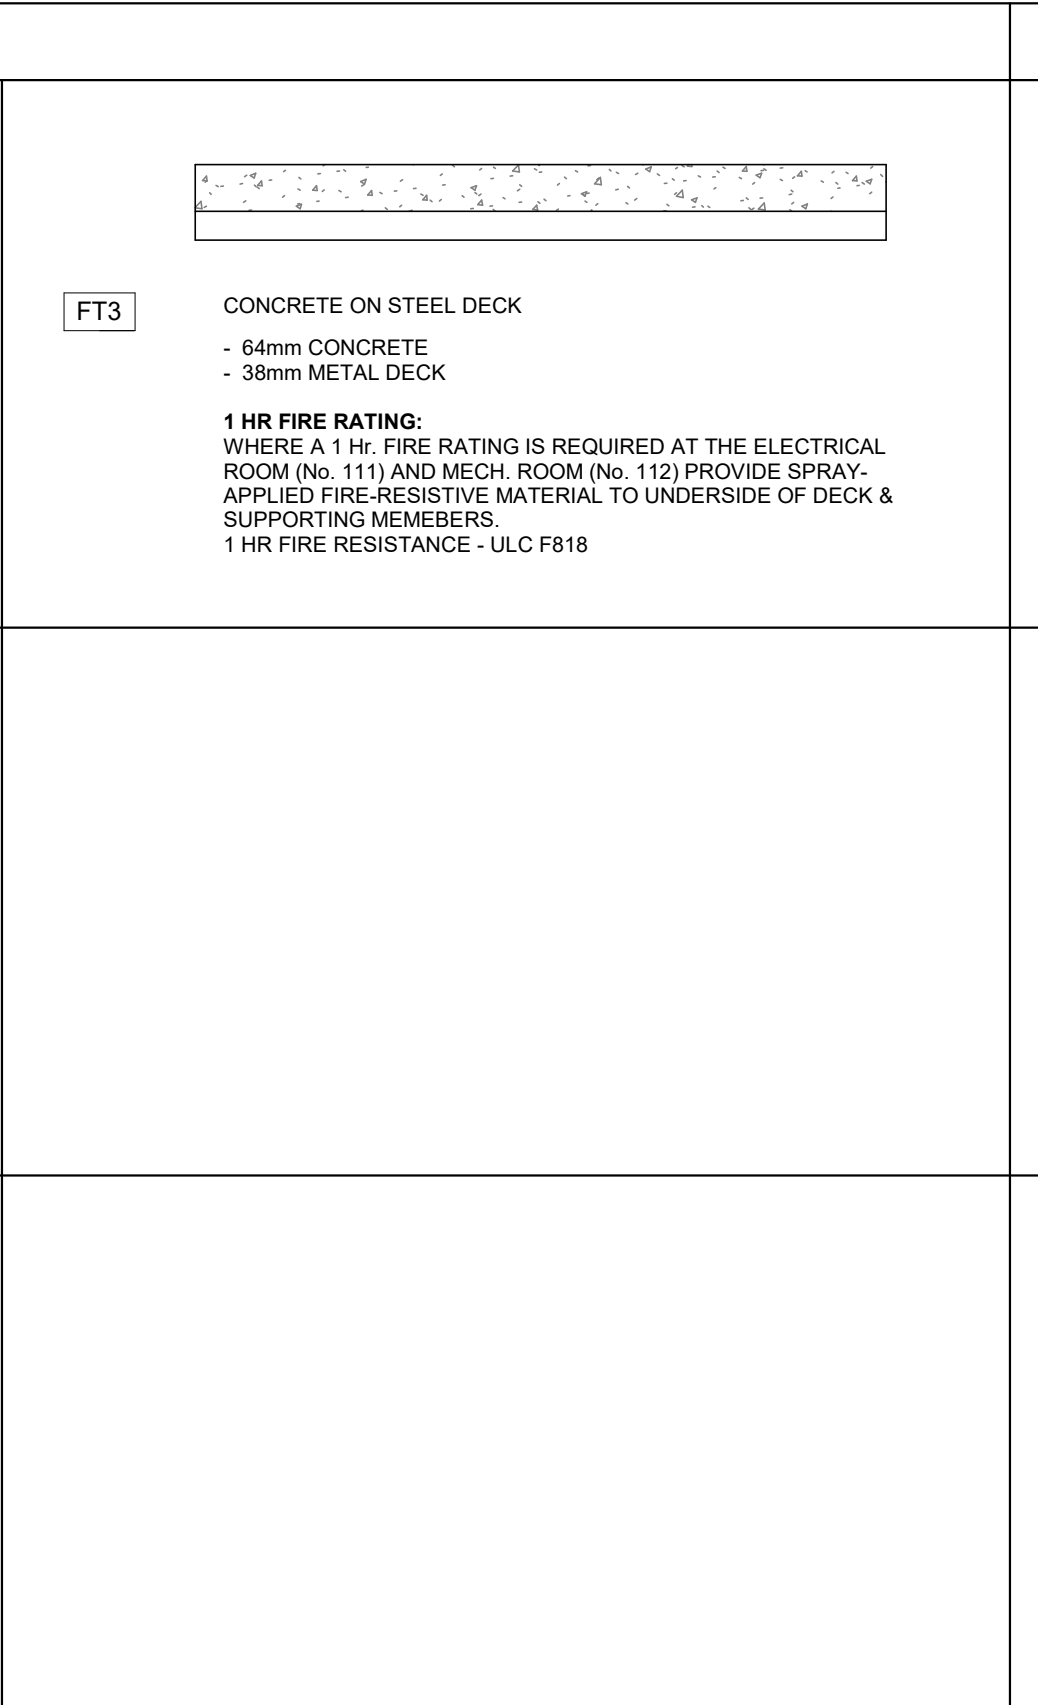 FT3
CONCRETE ON STEEL DECK
- 64mm CONCRETE
- 38mm METAL DECK
1 HR FIRE RATING:
WHERE A 1 Hr. FIRE RATING IS REQUIRED AT THE ELECTRICAL
ROOM (No. 111) AND MECH. ROOM (No. 112) PROVIDE SPRAY-
APPLIED FIRE-RESISTIVE MATERIAL TO UNDERSIDE OF DECK &
SUPPORTING MEMEBERS.
1 HR FIRE RESISTANCE - ULC F818